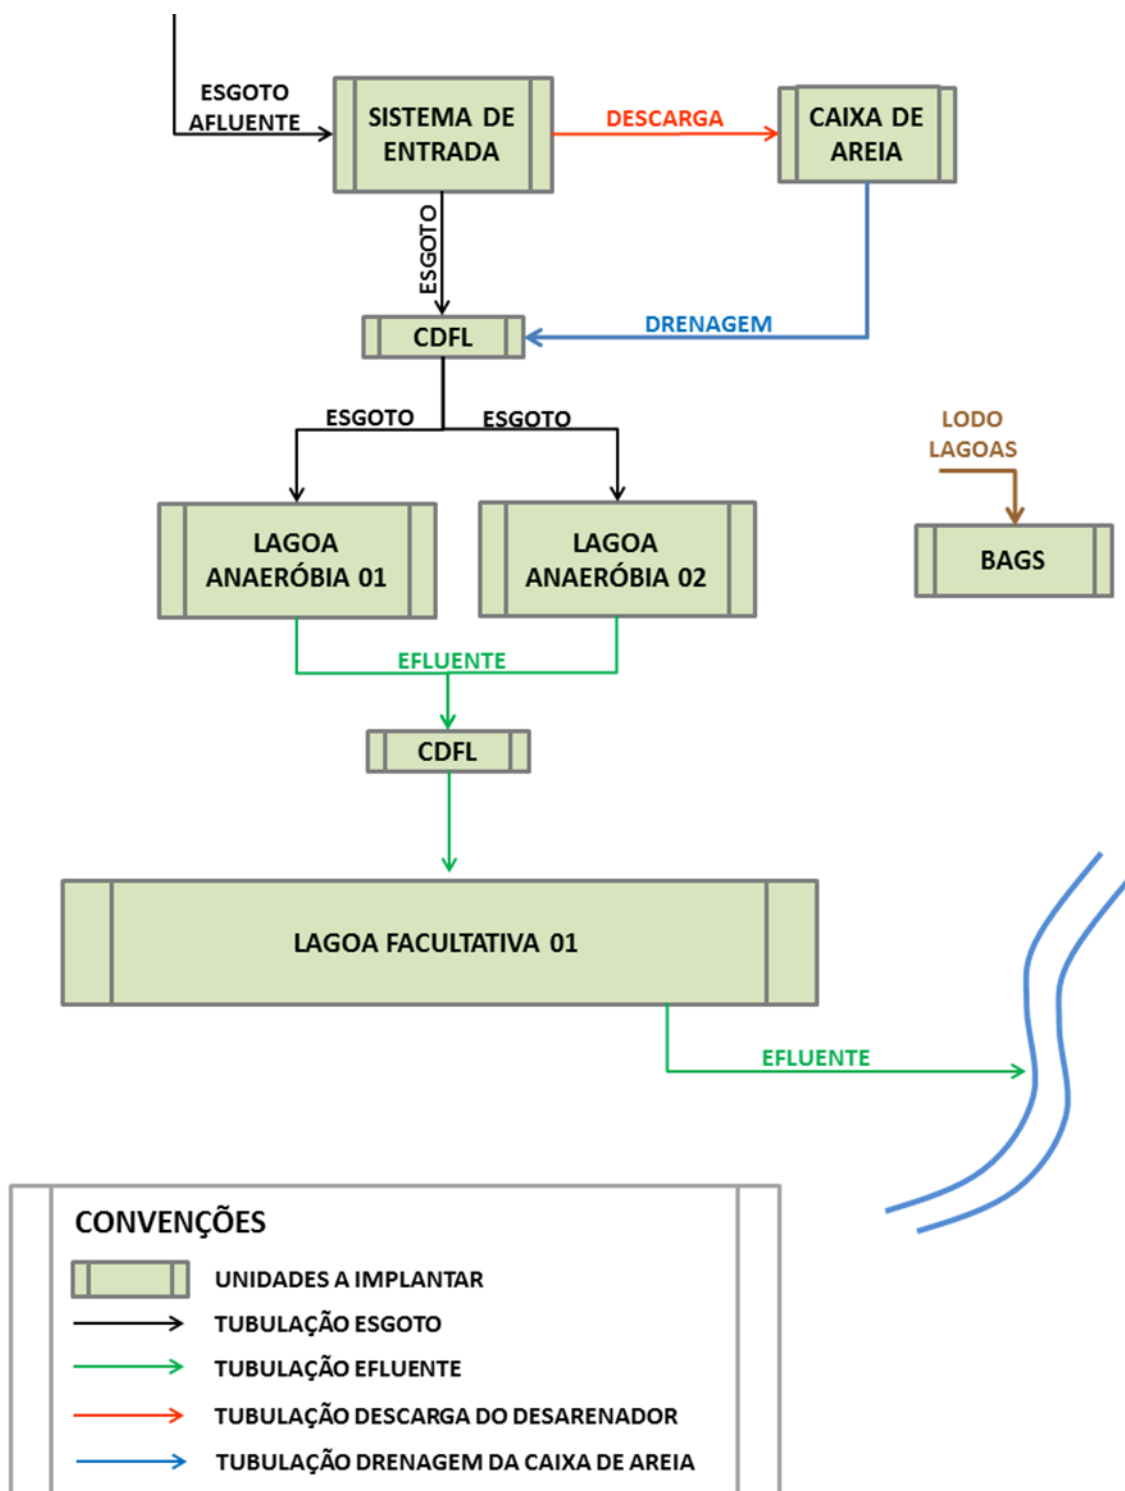 ESGOTO
AFLUENTE
SISTEMA DE
ENTRADA
DESCARGA
CAIXA DE
AREIA
ESGOTO
CDFL
DRENAGEM
ESGOTO
ESGOTO
LODO
LAGOAS
LAGOA
ANAERÓBIA 01
LAGOA
ANAERÓBIA 02
BAGS
EFLUENTE
CDFL
LAGOA FACULTATIVA 01
EFLUENTE
CONVENÇÕES
UNIDADES A IMPLANTAR
TUBULAÇÃO ESGOTO
TUBULAÇÃO EFLUENTE
TUBULAÇÃO DESCARGA DO DESARENADOR
TUBULAÇÃO DRENAGEM DA CAIXA DE AREIA